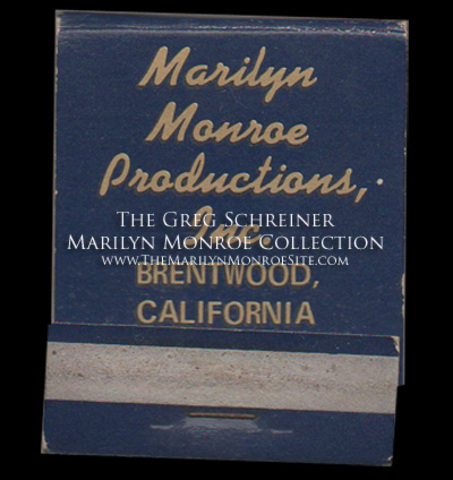 Marilyn
Monroe
Productions,
Inc.
The Greg Schreiner
Marilyn Monroe Collection
www.TheMarilynMonroeSite.com
BRENTWOOD,
CALIFORNIA